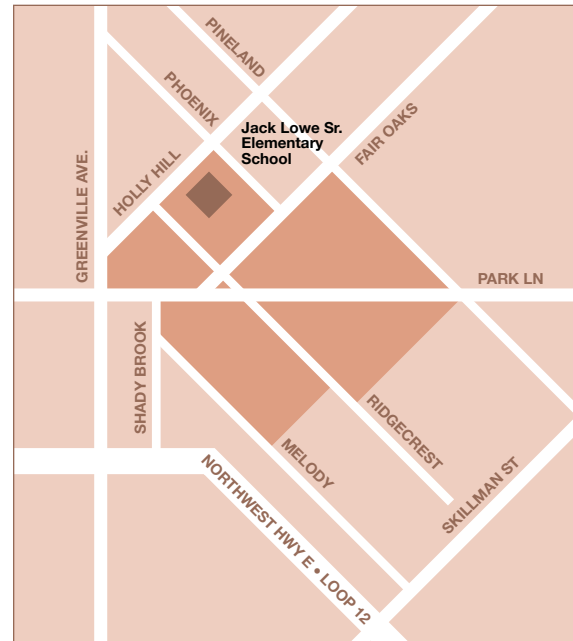 PINELAND
PHOENIX
Jack Lowe Sr.
Elementary
School
FAIR OAKS
HOLLY HILL
GREENVILLE AVE.
PARK LN
SHADY BROOK
RIDGECREST
MELODY
SKILLMAN ST
NORTHWEST HWY E • LOOP 12